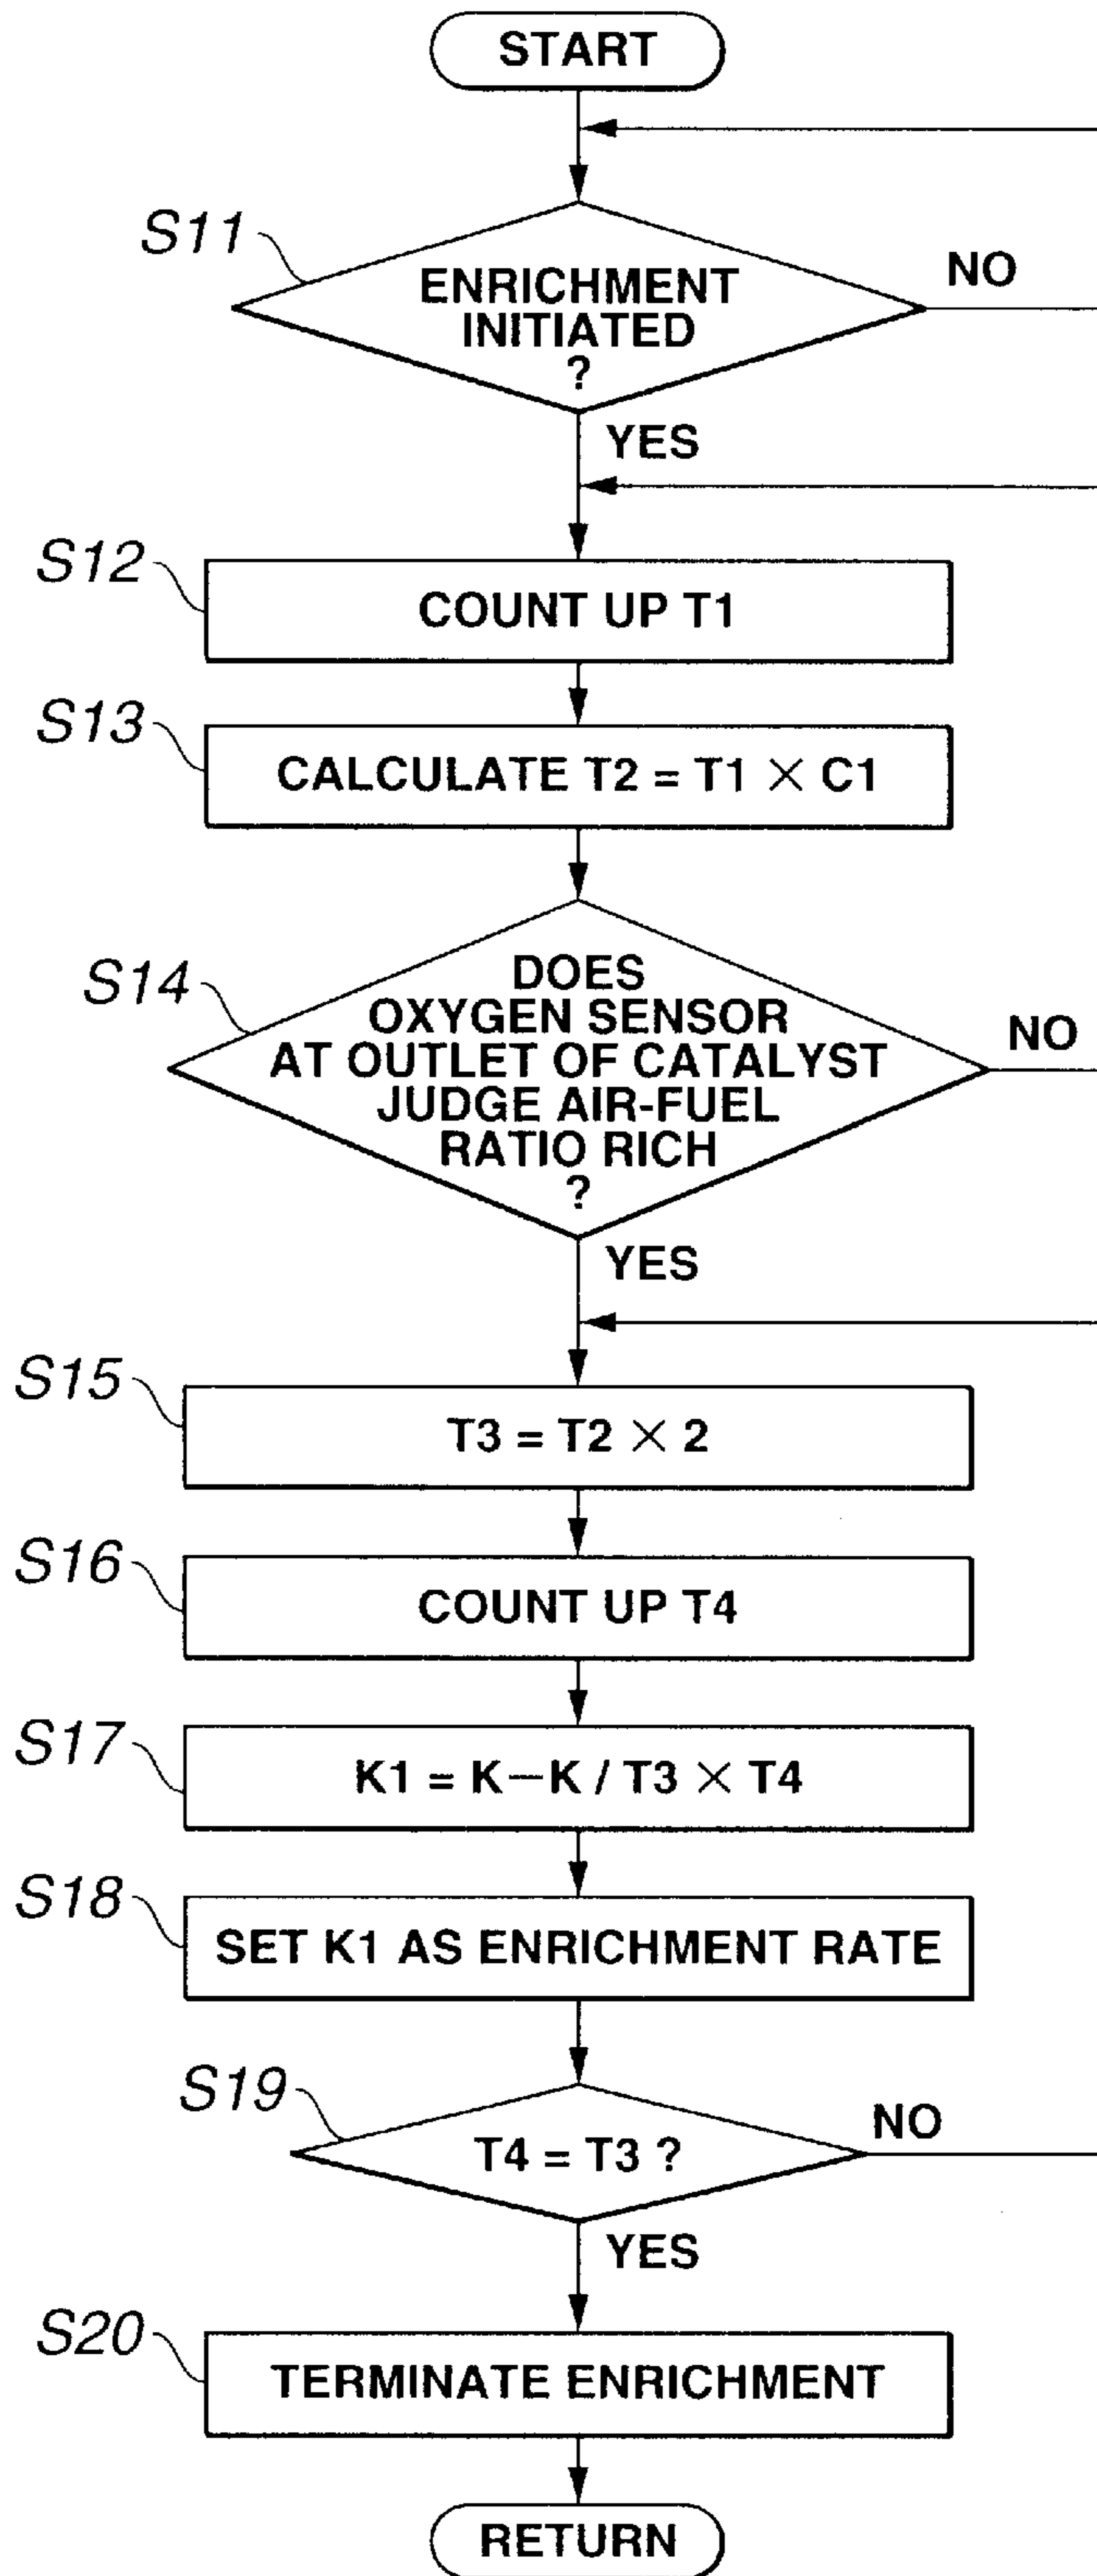 START
S11
ENRICHMENT
INITIATED
?
NO
YES
S12
COUNT UP T1
S13
CALCULATE T2 = T1 × C1
S14
DOES
OXYGEN SENSOR
AT OUTLET OF CATALYST
JUDGE AIR-FUEL
RATIO RICH
?
NO
YES
S15
T3 = T2 × 2
S16
COUNT UP T4
S17
K1 = K−K / T3 × T4
S18
SET K1 AS ENRICHMENT RATE
S19
T4 = T3 ?
NO
YES
S20
TERMINATE ENRICHMENT
RETURN